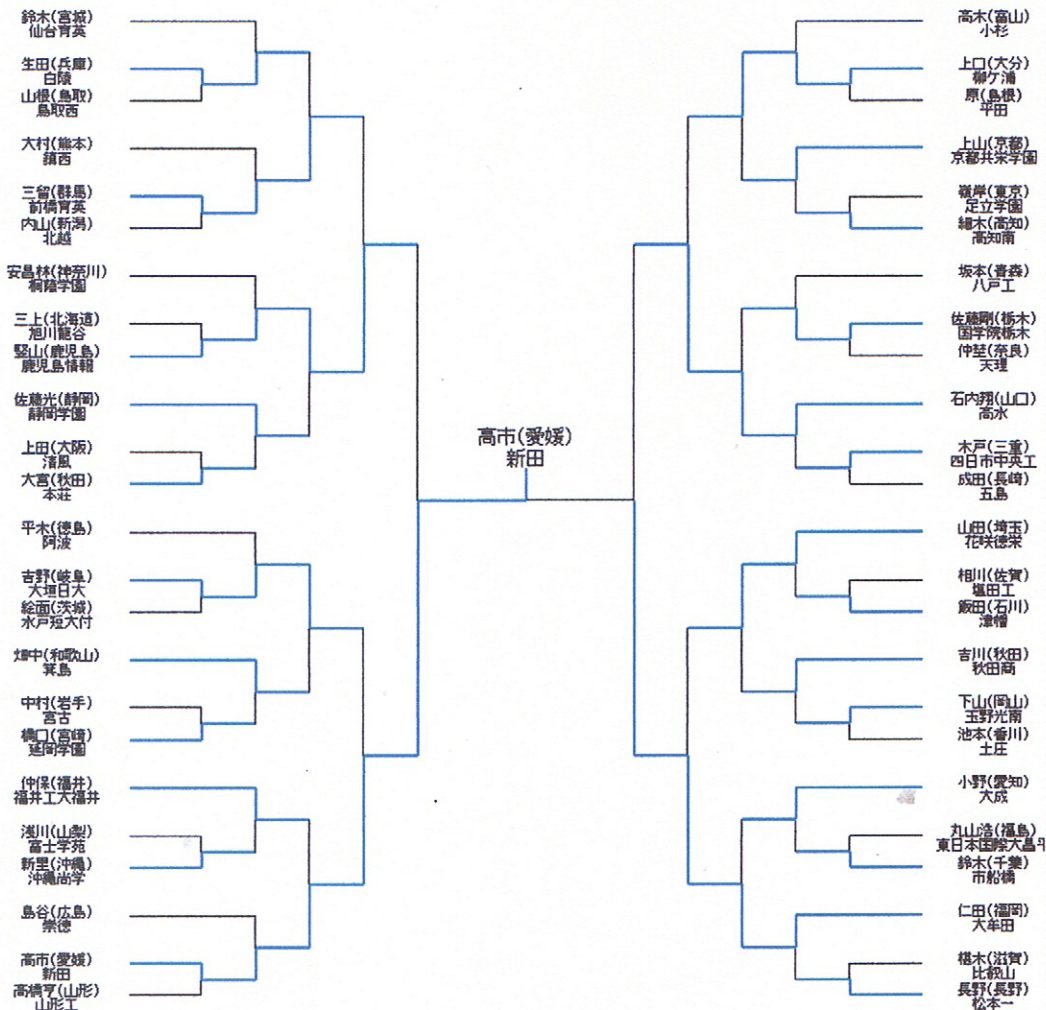 鈴木(宮城)
仙台育英
生田(兵庫)
白陵
山根(鳥取)
鳥取西
大村(熊本)
鎮西
三留(群馬)
前橋育英
内山(新潟)
北越
安昌林(神奈川)
桐蔭学園
三上(北海道)
旭川龍谷
竪山(鹿児島)
鹿児島情報
佐藤光(静岡)
静岡学園
上田(大阪)
清風
大宮(秋田)
本荘
平木(徳島)
阿波
吉野(岐阜)
大垣日大
絵面(茨城)
水戸短大付
畑中(和歌山)
箕島
中村(岩手)
宮古
橋口(宮崎)
延岡学園
仲保(福井)
福井工大福井
浅川(山梨)
富士学苑
新里(沖縄)
沖縄尚学
島谷(広島)
崇徳
高市(愛媛)
新田
高橋亨(山形)
山形工
高市(愛媛)
新田
高木(富山)
小杉
上口(大分)
柳ケ浦
原(島根)
平田
上山(京都)
京都共栄学園
嶺岸(東京)
足立学園
細木(高知)
高知南
坂本(青森)
八戸工
佐藤剛(栃木)
国学院栃木
(奈良)
天理
石内翔(山口)
高水
木戸(三重)
四日市中央工
成田(長崎)
五島
山田(埼玉)
花咲徳栄
相川(佐賀)
塩田工
飯田(石川)
津幡
吉川(秋田)
秋田商
下山(岡山)
玉野光南
池本(香川)
土庄
小野(愛知)
大成
丸山浩(福島)
東日本国際大昌
鈴木(千葉)
市船橋
仁田(福岡)
大牟田
椹木(滋賀)
比叡山
長野(長野)
松本一